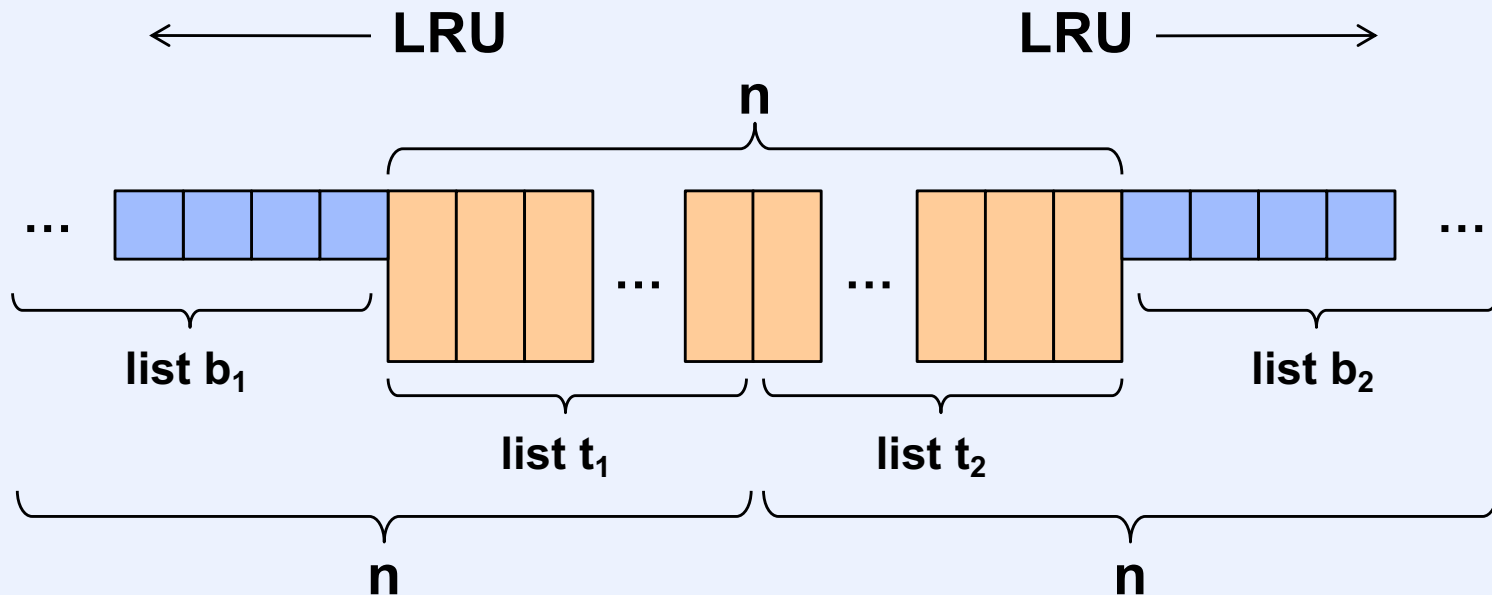 LRU LRU
n
... ...
... ...
list b₁ list b₂
list t₁ list t₂
n n